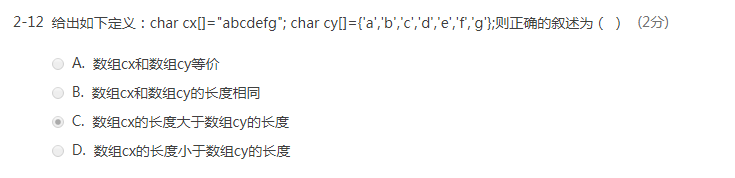 2-12 给出如下定义：char cx[]="abcdefg"; char cy[]={'a','b','c','d','e','f','g'};则正确的叙述为（  ） (2分)
A. 数组cx和数组cy等价
B. 数组cx和数组cy的长度相同
C. 数组cx的长度大于数组cy的长度
D. 数组cx的长度小于数组cy的长度